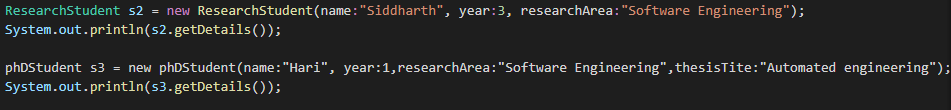 ResearchStudent s2 = new ResearchStudent(name:"Siddharth", year:3, researchArea:"Software Engineering");
System.out.println(s2.getDetails());
phDStudent s3 = new phDStudent(name:"Hari", year:1,researchArea:"Software Engineering",thesisTite:"Automated engineering");
System.out.println(s3.getDetails());